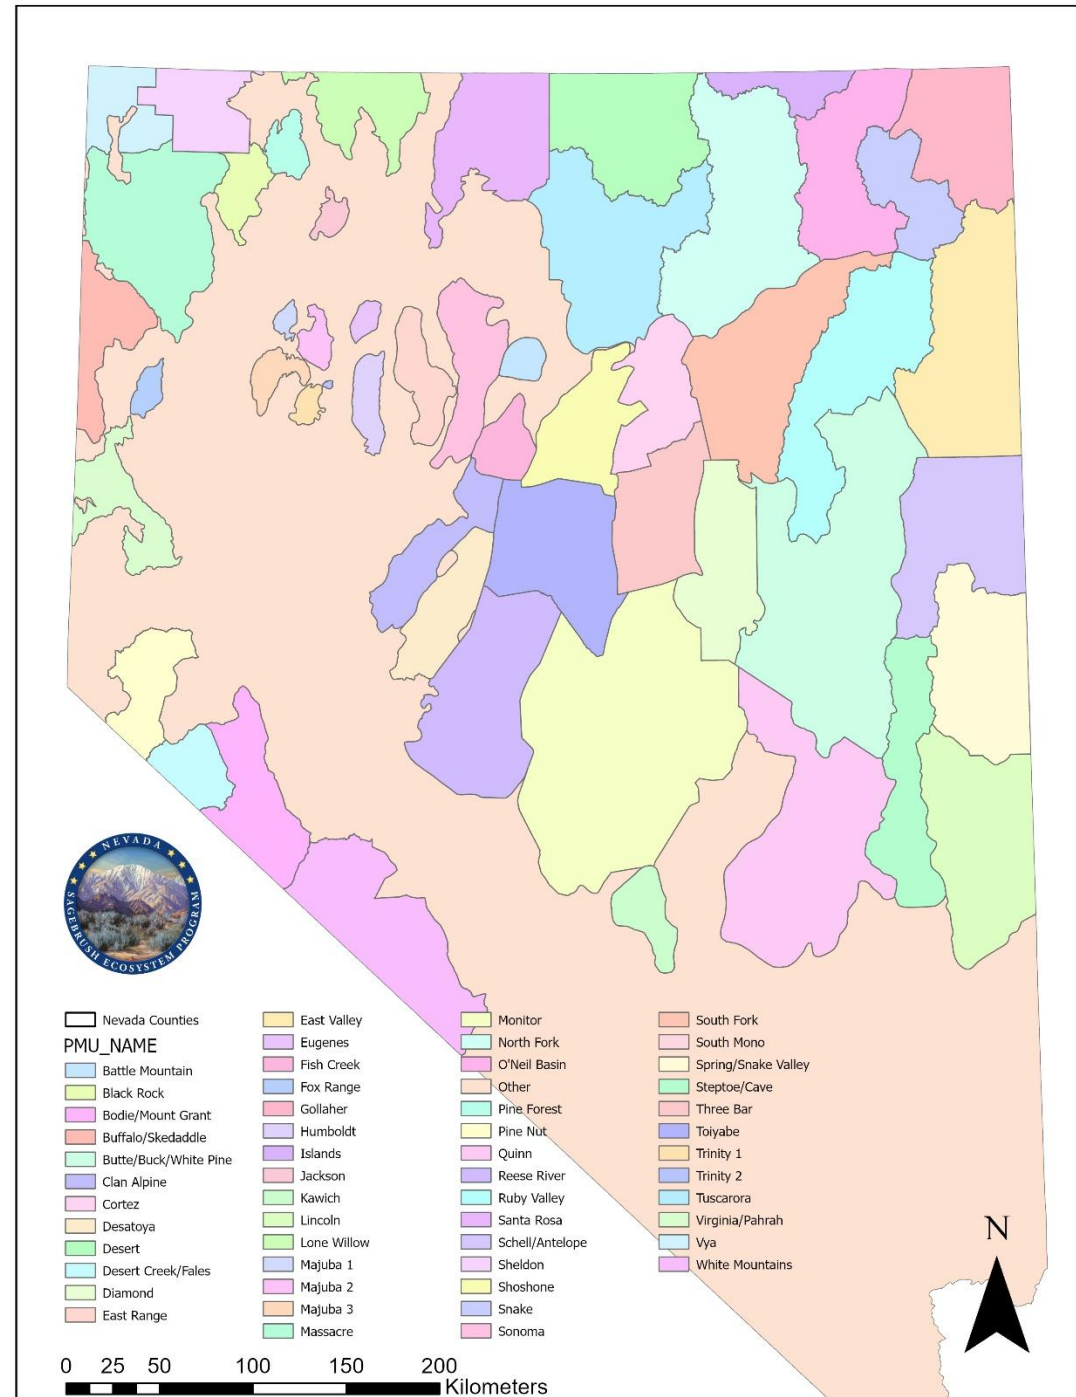 NEVADA
SAGEBRUSH ECOSYSTEM PROGRAM
Nevada Counties
PMU_NAME
Battle Mountain
Black Rock
Bodie/Mount Grant
Buffalo/Skedaddle
Butte/Buck/White Pine
Clan Alpine
Cortez
Desatoya
Desert
Desert Creek/Fales
Diamond
East Range
East Valley
Eugenes
Fish Creek
Fox Range
Gollaher
Humboldt
Islands
Jackson
Kawich
Lincoln
Lone Willow
Majuba 1
Majuba 2
Majuba 3
Massacre
Monitor
North Fork
O'Neil Basin
Other
Pine Forest
Pine Nut
Quinn
Reese River
Ruby Valley
Santa Rosa
Schell/Antelope
Sheldon
Shoshone
Snake
Sonoma
South Fork
South Mono
Spring/Snake Valley
Steptoe/Cave
Three Bar
Toiyabe
Trinity 1
Trinity 2
Tuscarora
Virginia/Pahrah
Vya
White Mountains
N
0 25 50 100 150 200
Kilometers